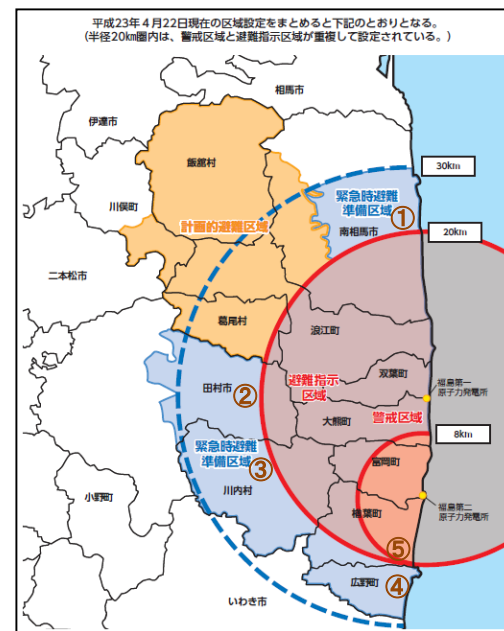 平成23年4月22日現在の区域設定をまとめると下記のとおりとなる。
（半径20km圏内は、警戒区域と避難指示区域が重複して設定されている。）
相馬市
伊達市
飯舘村
30km
川俣町
緊急時避難
準備区域
①
南相馬市
計画的避難区域
20km
二本松市
浪江町
葛尾村
双葉町
福島第一
原子力発電所
田村市
②
避難指示
区域
大熊町
警戒区域
8km
緊急時避難
準備区域
③
富岡町
川内村
小野町
楢葉町
福島第二
原子力発電所
⑤
広野町
④
いわき市